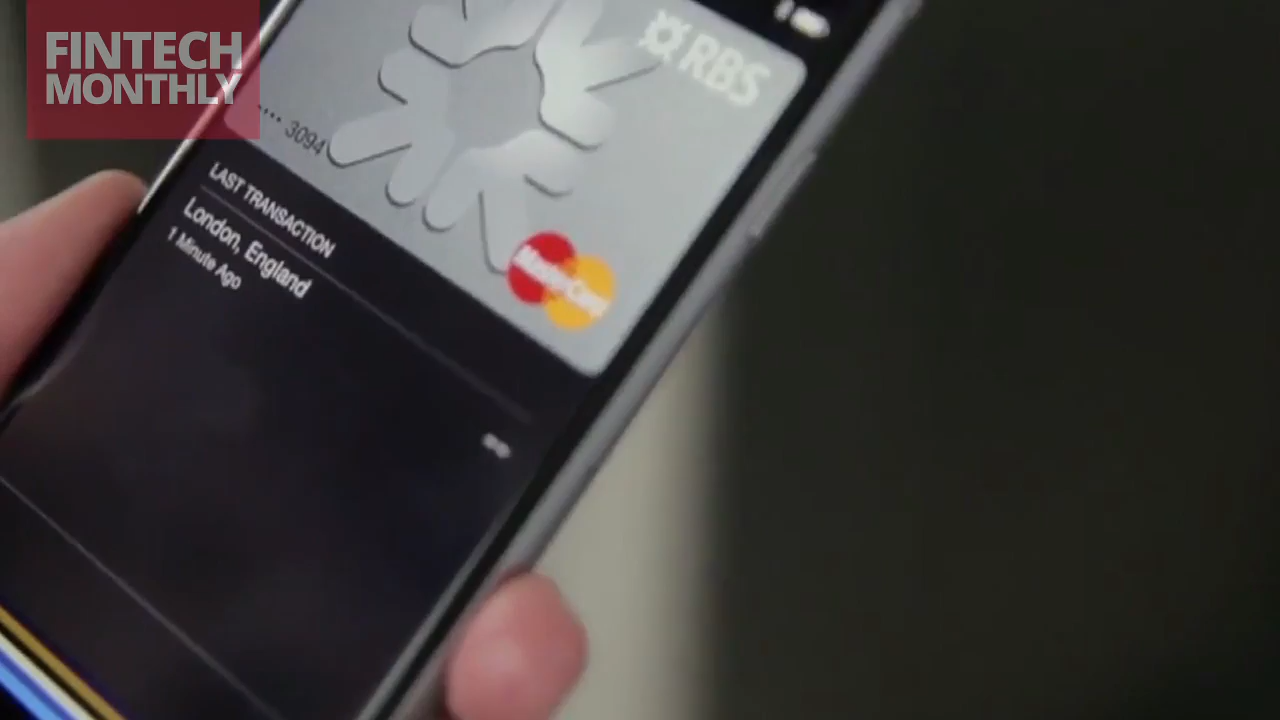 FINTECH
MONTHLY
RBS
···· 3094
LAST TRANSACTION
London, England
1 Minute Ago
MasterCard